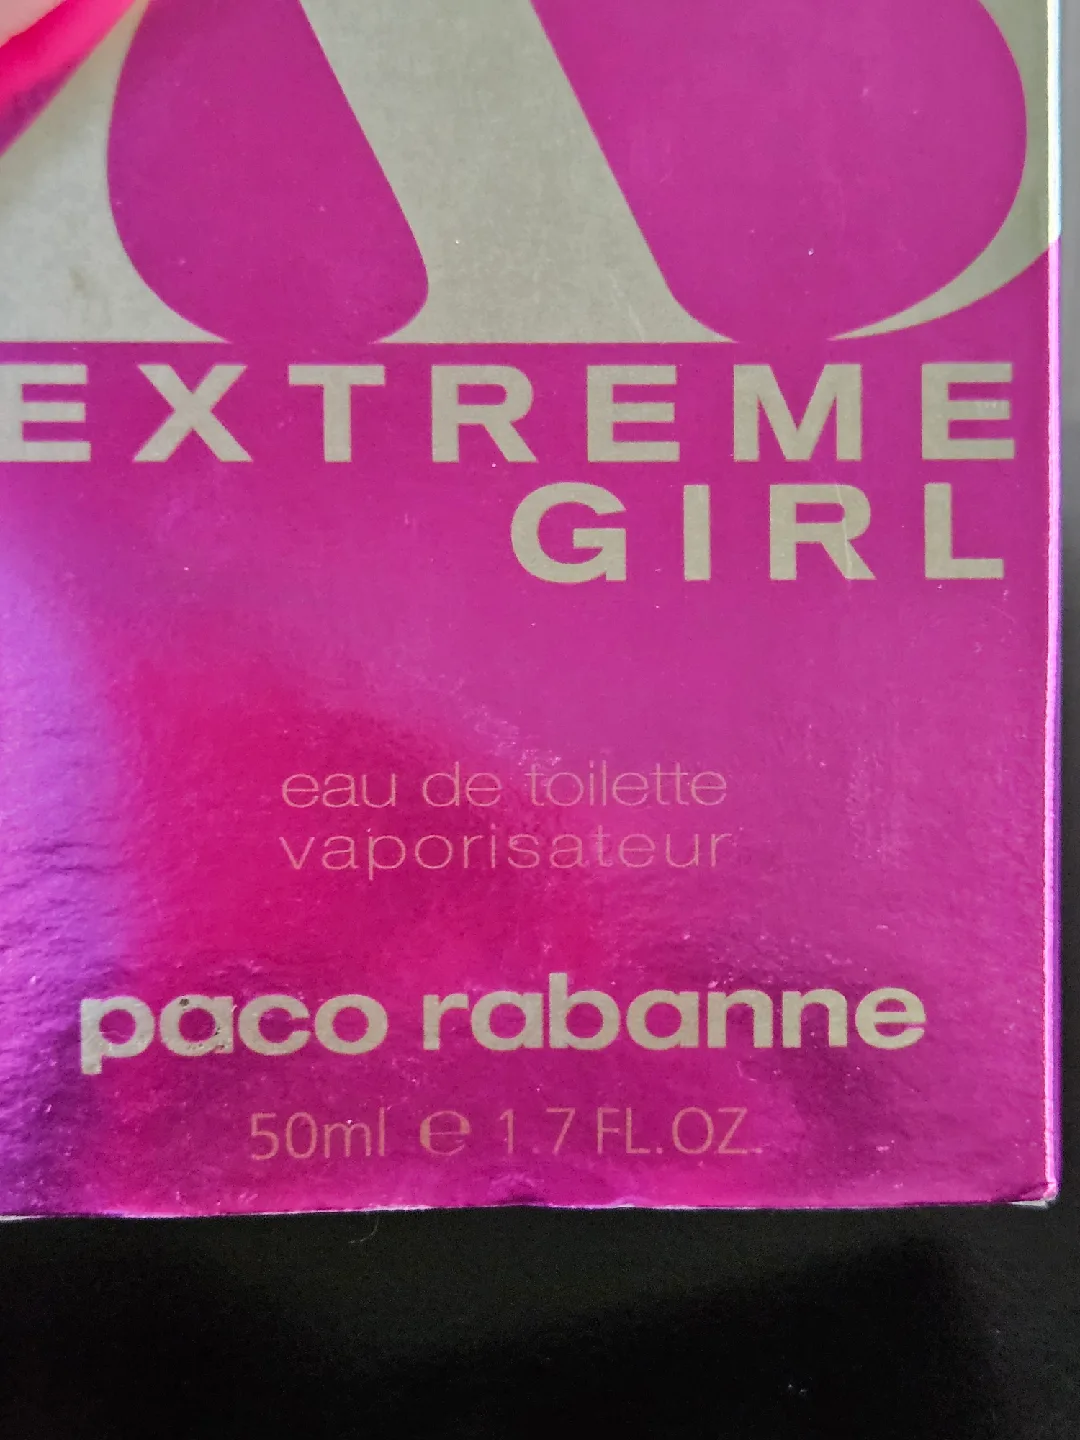 EXTREME
GIRL
eau de toilette
vaporisateur
paco rabanne
50ml ℮ 1.7 FL.OZ.